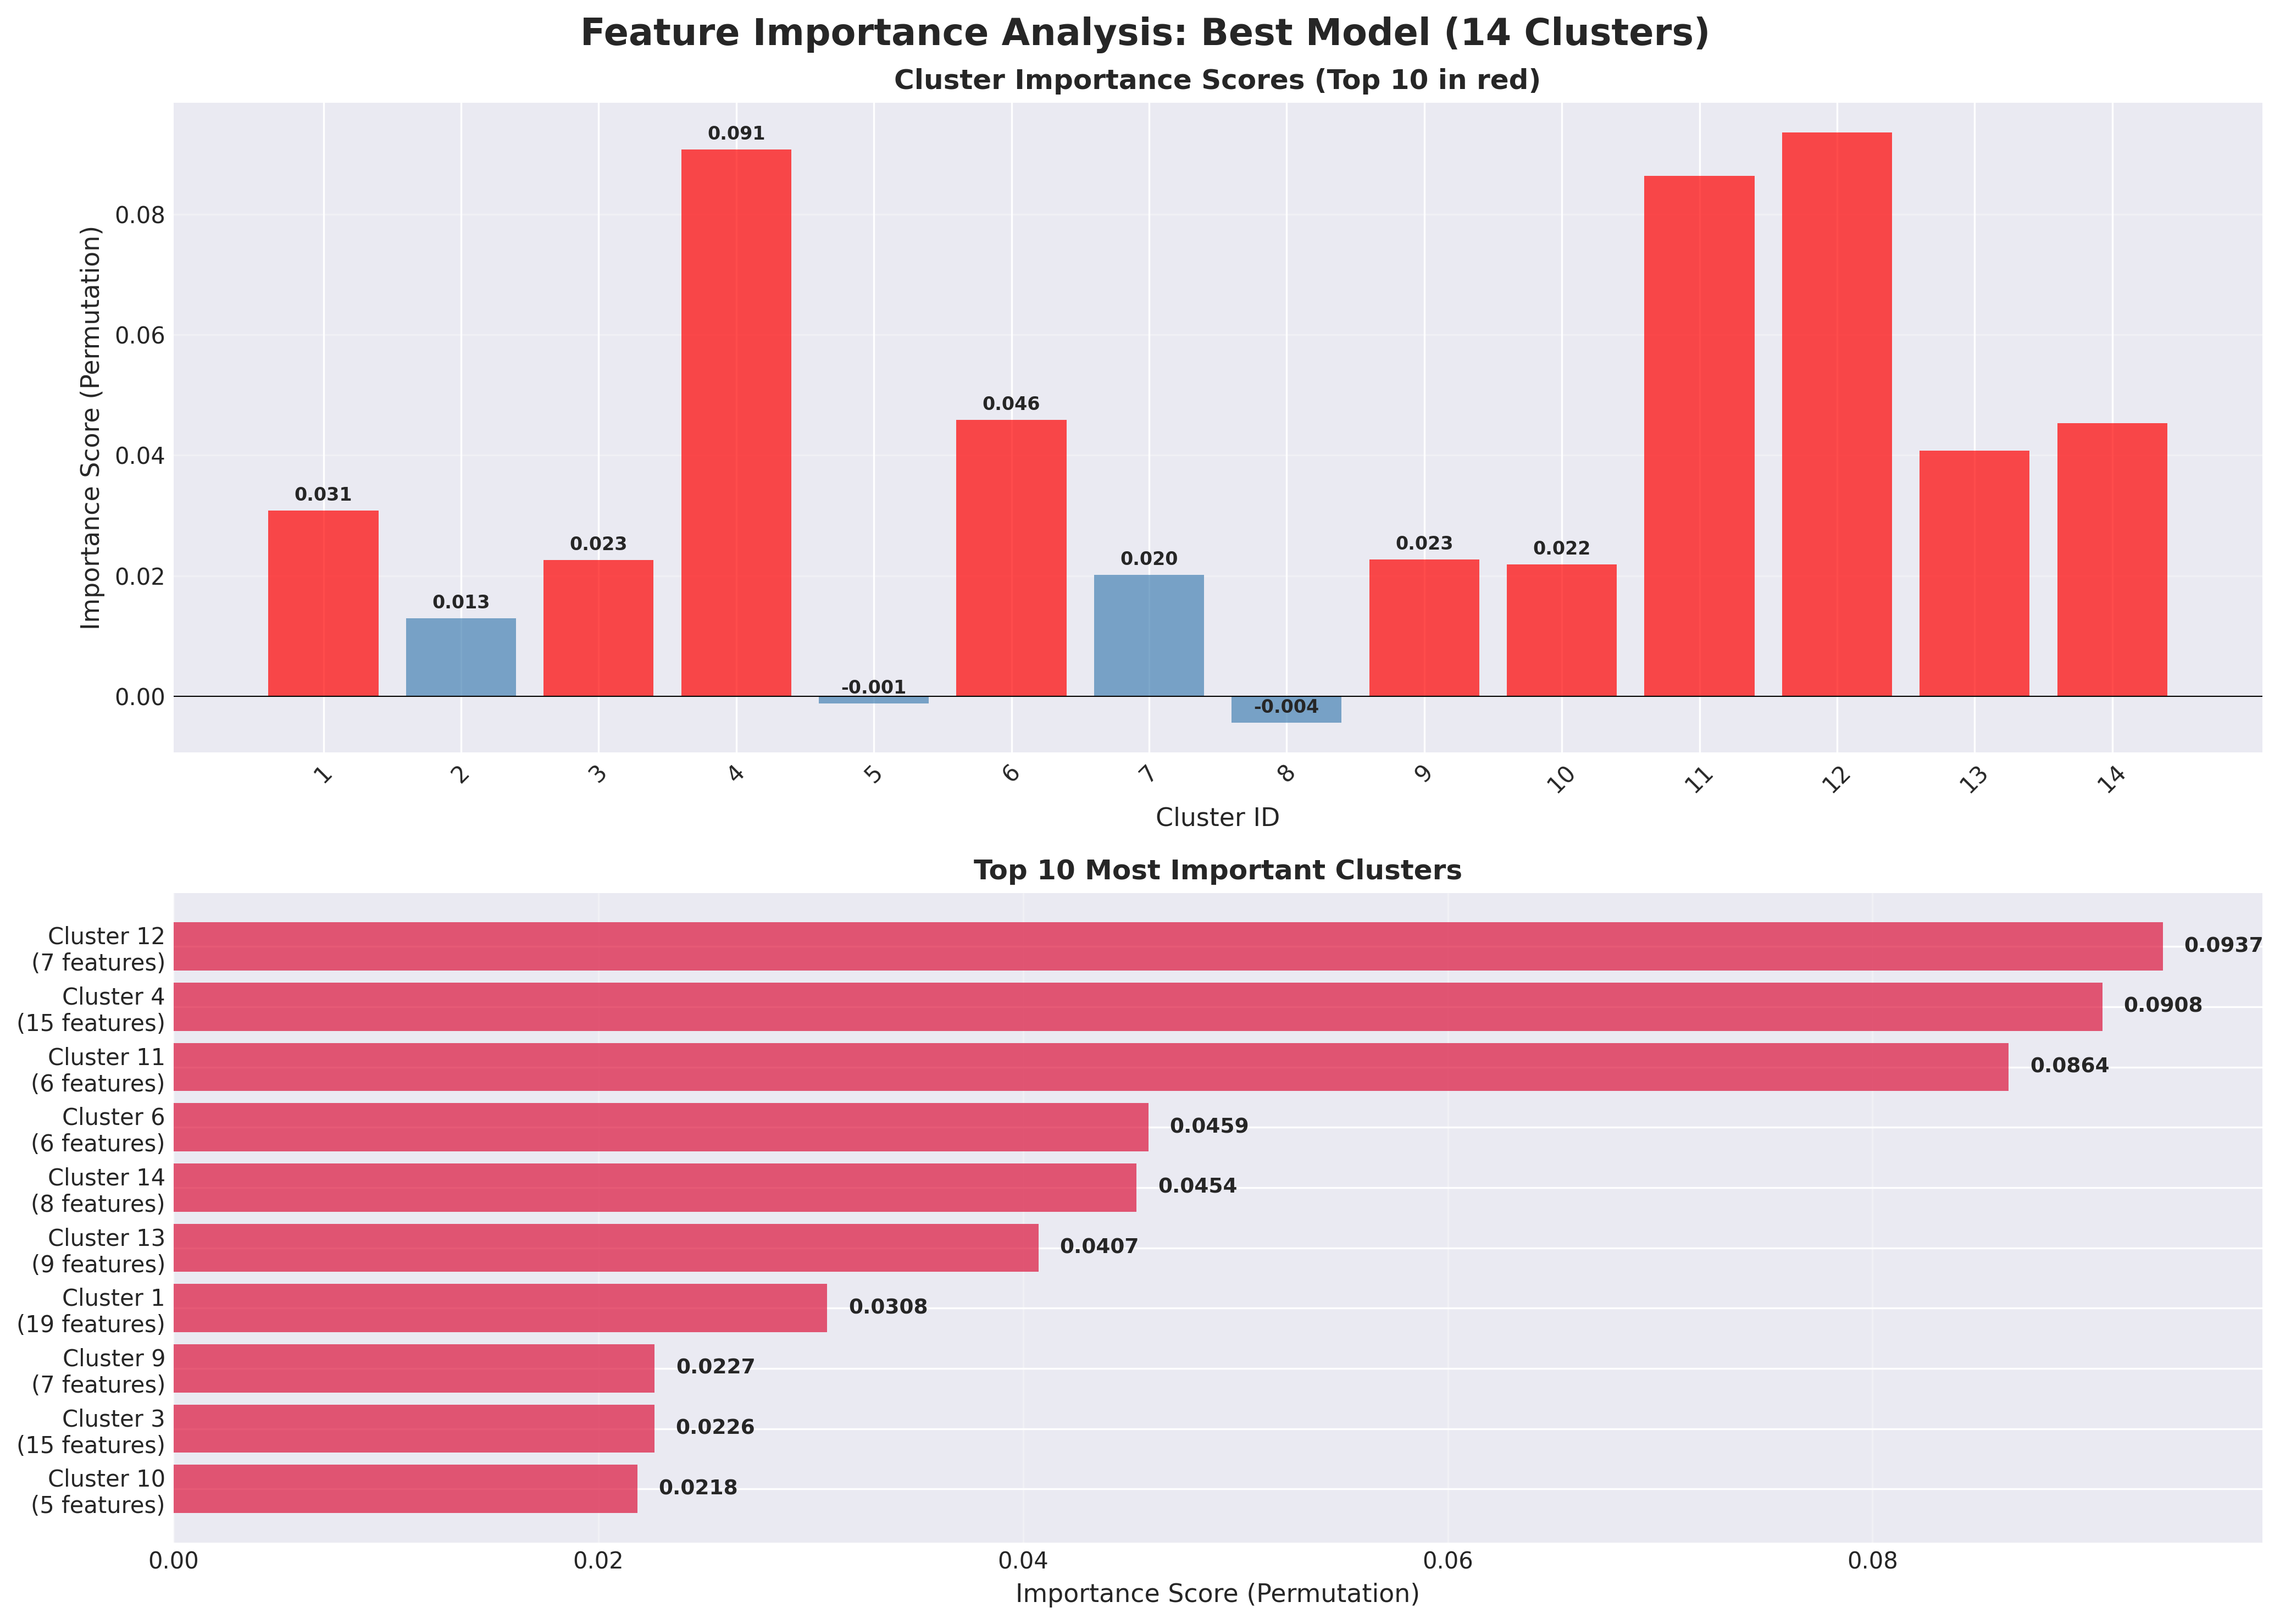 Feature Importance Analysis: Best Model (14 Clusters)
Cluster Importance Scores (Top 10 in red)
Importance Score (Permutation)
0.08
0.06
0.04
0.02
0.00
0.031
0.013
0.023
0.091
-0.001
0.046
0.020
-0.004
0.023
0.022
1
2
3
4
5
6
7
8
9
10
11
12
13
14
Cluster ID
Top 10 Most Important Clusters
Cluster 12
(7 features)
0.0937
Cluster 4
(15 features)
0.0908
Cluster 11
(6 features)
0.0864
Cluster 6
(6 features)
0.0459
Cluster 14
(8 features)
0.0454
Cluster 13
(9 features)
0.0407
Cluster 1
(19 features)
0.0308
Cluster 9
(7 features)
0.0227
Cluster 3
(15 features)
0.0226
Cluster 10
(5 features)
0.0218
0.00
0.02
0.04
0.06
0.08
Importance Score (Permutation)